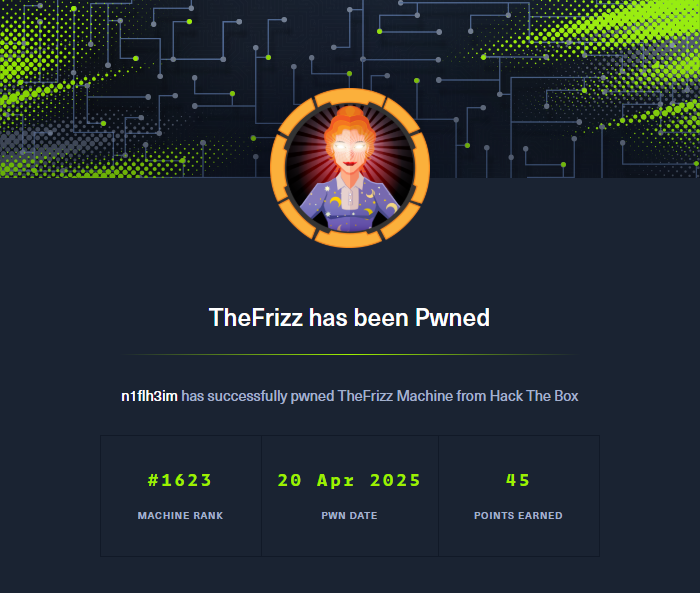 TheFrizz has been Pwned
n1flh3im has successfully pwned TheFrizz Machine from Hack The Box
#1623 20 Apr 2025 45
MACHINE RANK PWN DATE POINTS EARNED